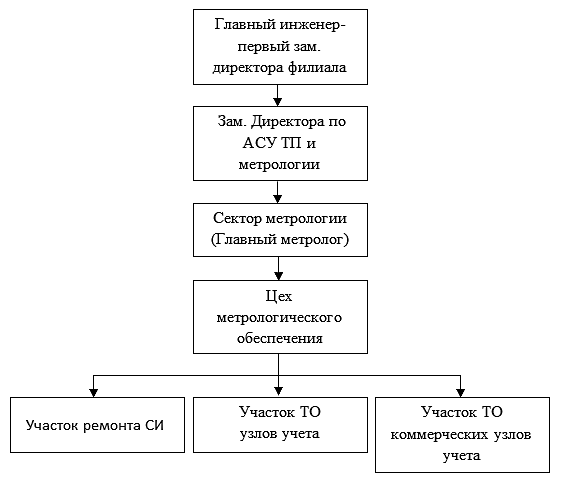 Главный инженер-
первый зам.
директора филиала
Зам. Директора по
АСУ ТП и
метрологии
Сектор метрологии
(Главный метролог)
Цех
метрологического
обеспечения
Участок ремонта СИ
Участок ТО
узлов учета
Участок ТО
коммерческих узлов
учета